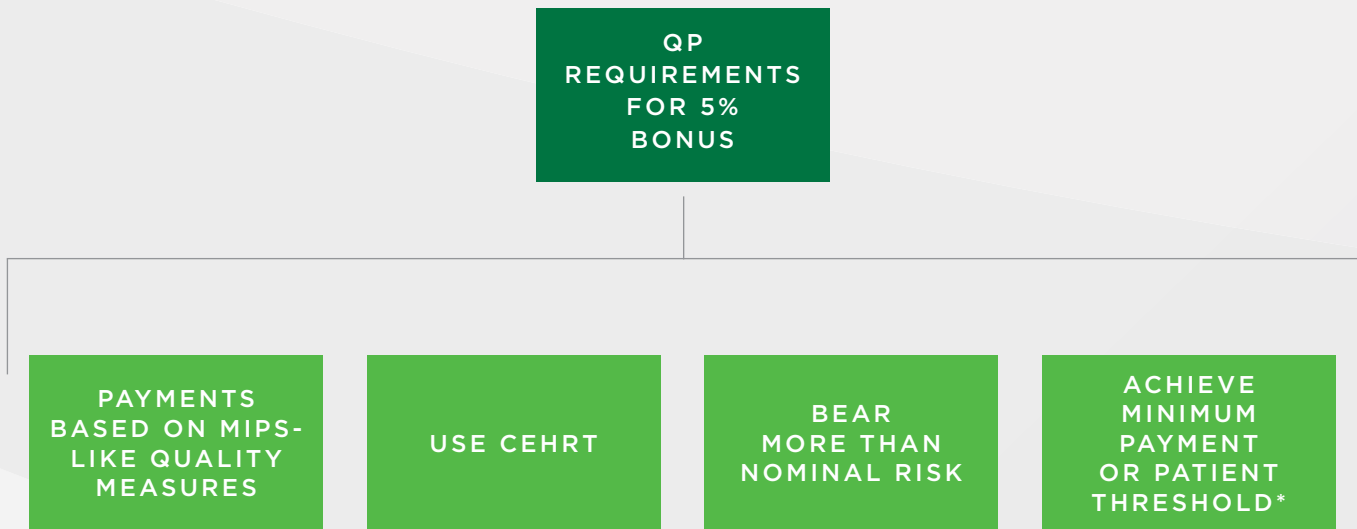 QP
REQUIREMENTS
FOR 5%
BONUS
PAYMENTS
BASED ON MIPS-
LIKE QUALITY
MEASURES
USE CEHRT
BEAR
MORE THAN
NOMINAL RISK
ACHIEVE
MINIMUM
PAYMENT
OR PATIENT
THRESHOLD*